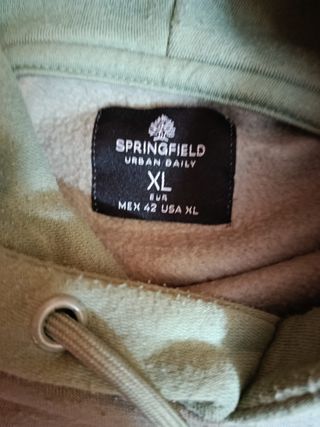 SPRINGFIELD
URBAN DAILY
XL
EUR
MEX 42 USA XL